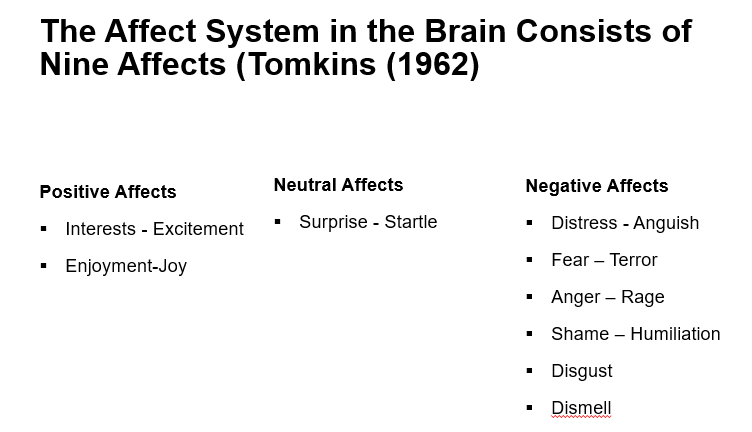 The Affect System in the Brain Consists of
Nine Affects (Tomkins (1962)
Positive Affects
▪ Interests - Excitement
▪ Enjoyment-Joy
Neutral Affects
▪ Surprise - Startle
Negative Affects
▪ Distress - Anguish
▪ Fear – Terror
▪ Anger – Rage
▪ Shame – Humiliation
▪ Disgust
▪ Dismell